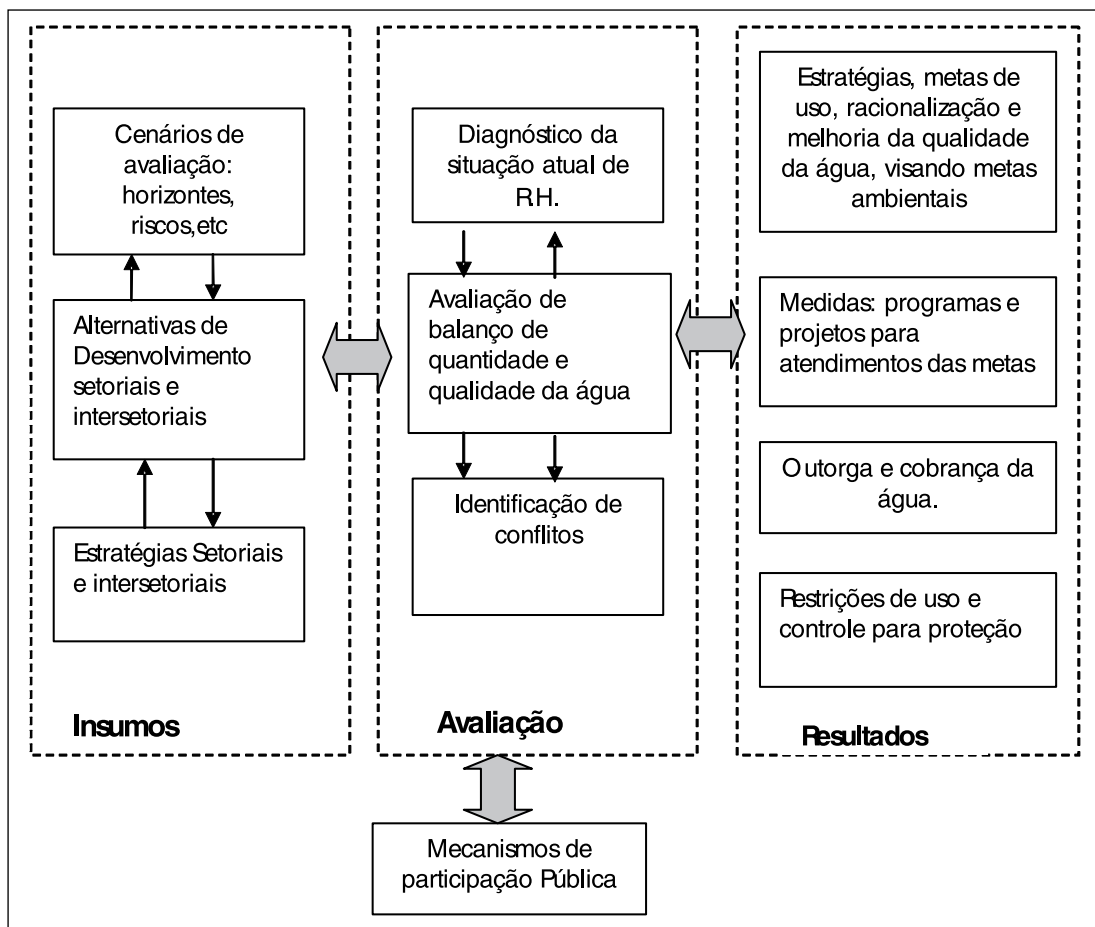 Cenários de
avaliação:
horizontes,
riscos,etc
Alternativas de
Desenvolvimento
setoriais e
intersetoriais
Estratégias Setoriais
e intersetoriais
Insumos
Diagnóstico da
situação atual de
RH.
Avaliação de
balanço de
quantidade e
qualidade da água
Identificação de
conflitos
Avaliação
Estratégias, metas de
uso, racionalização e
melhoria da qualidade
da água, visando metas
ambientais
Medidas: programas e
projetos para
atendimentos das metas
Outorga e cobrança da
água.
Restrições de uso e
controle para proteção
Resultados
Mecanismos de
participação Pública